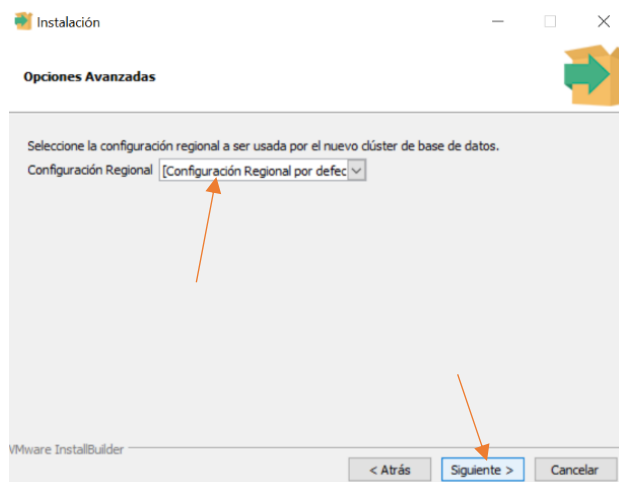 Instalación
Opciones Avanzadas
Seleccione la configuración regional a ser usada por el nuevo clúster de base de datos.
Configuración Regional [Configuración Regional por defec
VMware InstallBuilder
< Atrás Siguiente > Cancelar